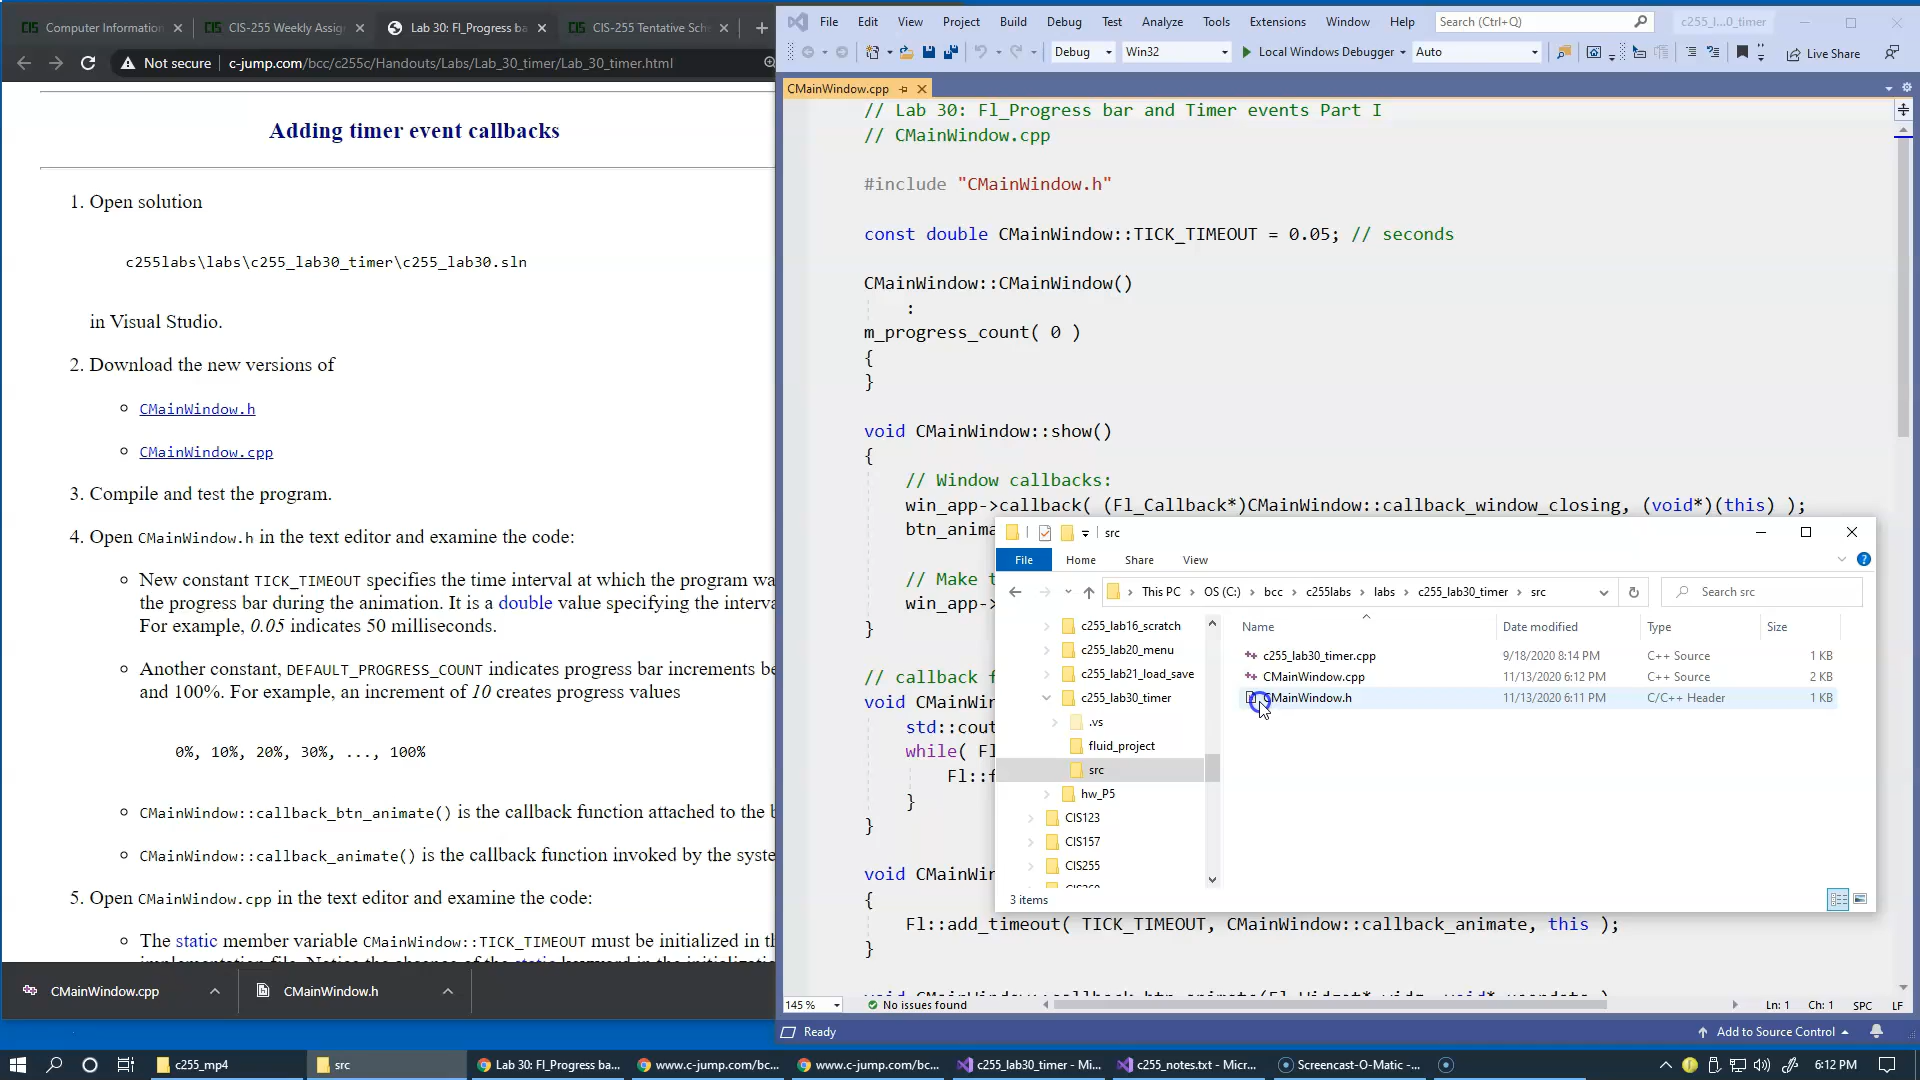 Computer Information
CIS-255 Weekly Assig
Lab 30: Fl_Progress ba
CIS-255 Tentative Sche
Not secure
c-jump.com/bcc/c255c/Handouts/Labs/Lab_30_timer/Lab_30_timer.html
Adding timer event callbacks
1. Open solution
c255labs\labs\c255_lab30_timer\c255_lab30.sln
in Visual Studio.
2. Download the new versions of
CMainWindow.h
CMainWindow.cpp
3. Compile and test the program.
4. Open CMainWindow.h in the text editor and examine the code:
New constant TICK_TIMEOUT specifies the time interval at which the program wa
the progress bar during the animation. It is a double value specifying the interva
For example, 0.05 indicates 50 milliseconds.
Another constant, DEFAULT_PROGRESS_COUNT indicates progress bar increments be
and 100%. For example, an increment of 10 creates progress values
0%, 10%, 20%, 30%, ..., 100%
CMainWindow::callback_btn_animate() is the callback function attached to the b
CMainWindow::callback_animate() is the callback function invoked by the syste
5. Open CMainWindow.cpp in the text editor and examine the code:
The static member variable CMainWindow::TICK_TIMEOUT must be initialized in th
CMainWindow.cpp
CMainWindow.h
File Edit View Project Build Debug Test Analyze Tools Extensions Window Help
Search (Ctrl+Q)
c255_l...0_timer
Debug
Win32
Local Windows Debugger
Auto
Live Share
CMainWindow.cpp
// Lab 30: Fl_Progress bar and Timer events Part I
// CMainWindow.cpp
#include "CMainWindow.h"
const double CMainWindow::TICK_TIMEOUT = 0.05; // seconds
CMainWindow::CMainWindow()
:
m_progress_count( 0 )
{
}
void CMainWindow::show()
{
// Window callbacks:
win_app->callback( (Fl_Callback*)CMainWindow::callback_window_closing, (void*)(this) );
btn_anima
// Make t
win_app->
}
// callback f
void CMainWin
std::cout
while( Fl
Fl::f
}
}
void CMainWin
{
Fl::add_timeout( TICK_TIMEOUT, CMainWindow::callback_animate, this );
}
src
File Home Share View
This PC
OS (C:)
bcc
c255labs
labs
c255_lab30_timer
src
Search src
c255_lab16_scratch
c255_lab20_menu
c255_lab21_load_save
c255_lab30_timer
.vs
fluid_project
src
hw_P5
CIS123
CIS157
CIS255
Name Date modified Type Size
c255_lab30_timer.cpp 9/18/2020 8:14 PM C++ Source 1 KB
CMainWindow.cpp 11/13/2020 6:12 PM C++ Source 2 KB
CMainWindow.h 11/13/2020 6:11 PM C/C++ Header 1 KB
3 items
145 %
No issues found
Ln: 1 Ch: 1 SPC LF
Ready
Add to Source Control
c255_mp4
src
Lab 30: Fl_Progress ba...
www.c-jump.com/bc...
www.c-jump.com/bc...
c255_lab30_timer - Mi...
c255_notes.txt - Micr...
Screencast-O-Matic -...
6:12 PM